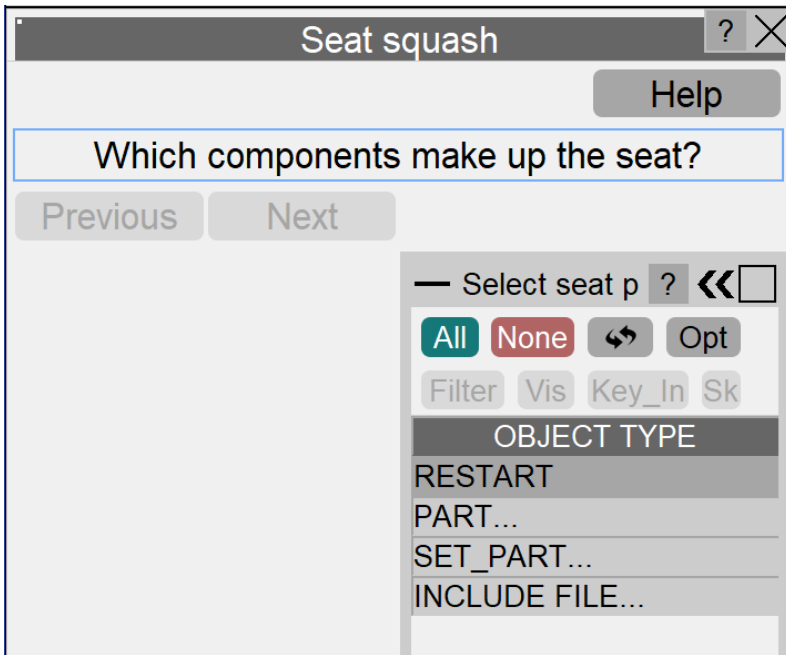 Seat squash ?
Help
Which components make up the seat?
Previous Next
Select seat p ?
All None Opt
Filter Vis Key_In Sk
OBJECT TYPE
RESTART
PART...
SET_PART...
INCLUDE FILE...